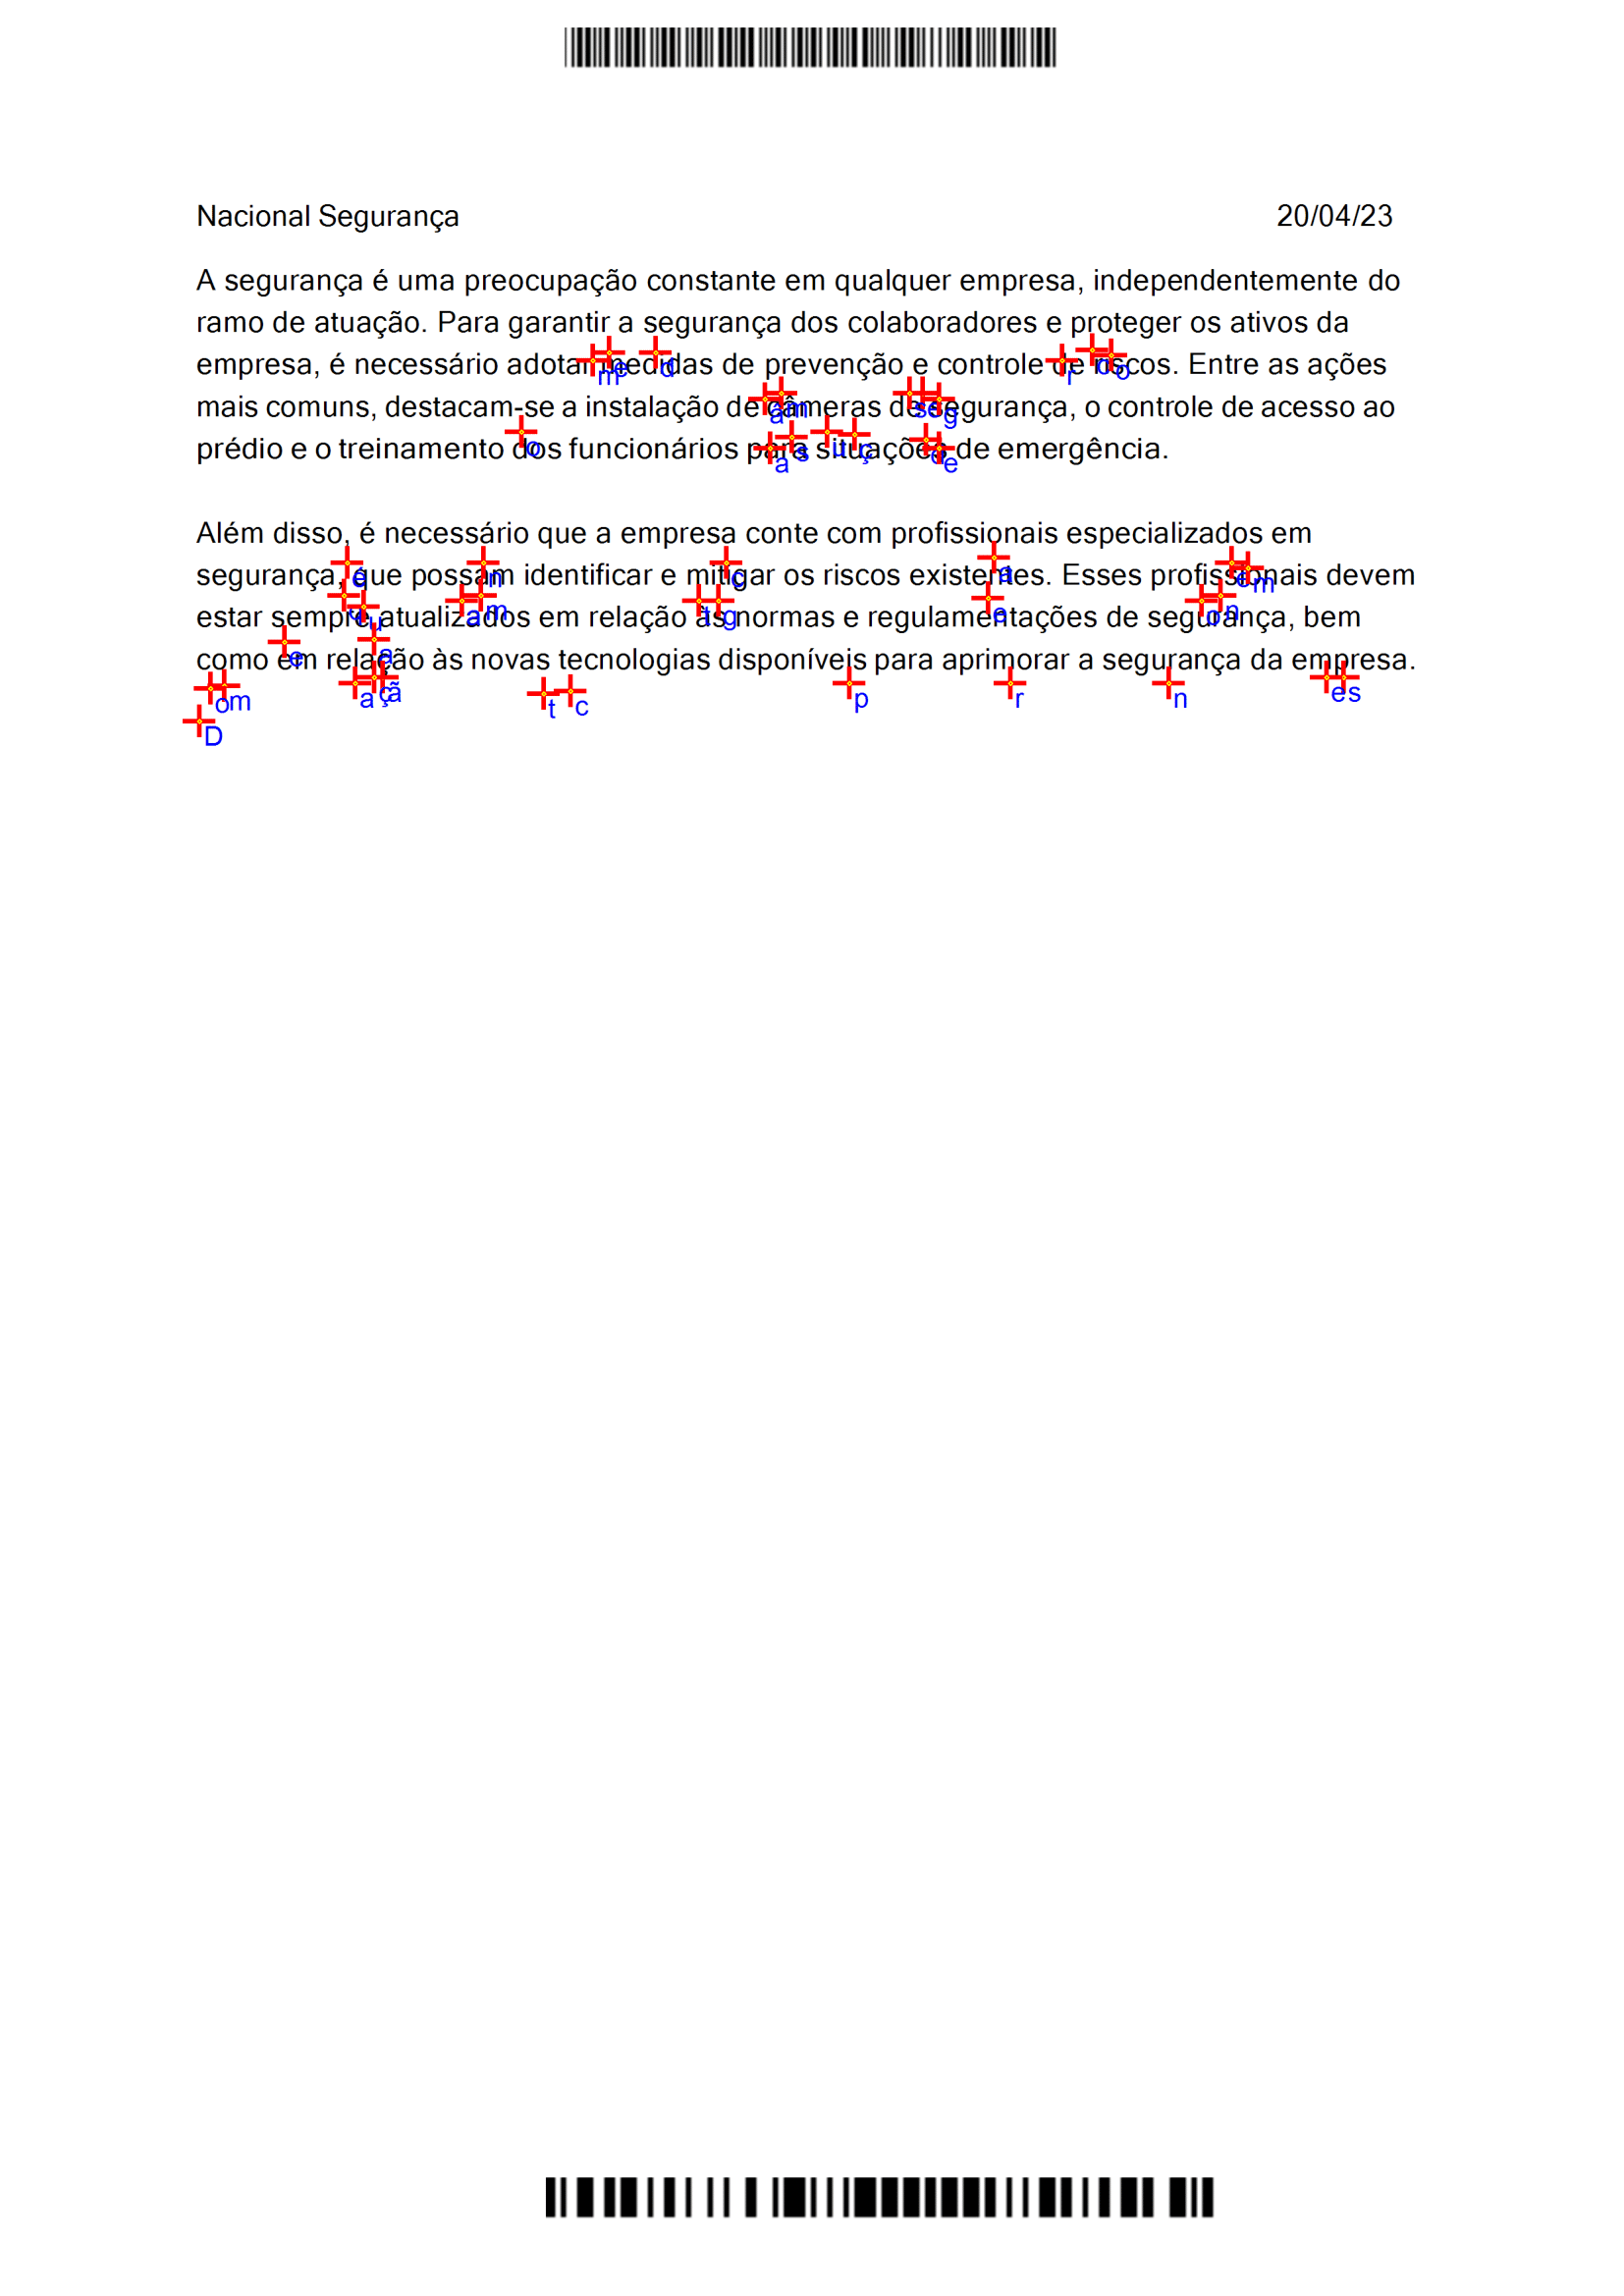 Nacional Segurança 20/04/23
A segurança é uma preocupação constante em qualquer empresa, independentemente do
ramo de atuação. Para garantir a segurança dos colaboradores e proteger os ativos da
empresa, é necessário adotar medidas de prevenção e controle de riscos. Entre as ações
mais comuns, destacam-se a instalação de câmeras de segurança, o controle de acesso ao
prédio e o treinamento dos funcionários para situações de emergência.
Além disso, é necessário que a empresa conte com profissionais especializados em
segurança, que possam identificar e mitigar os riscos existentes. Esses profissionais devem
estar sempre atualizados em relação às normas e regulamentações de segurança, bem
como em relação às novas tecnologias disponíveis para aprimorar a segurança da empresa.
o m a ç ã t c p r n e s
D